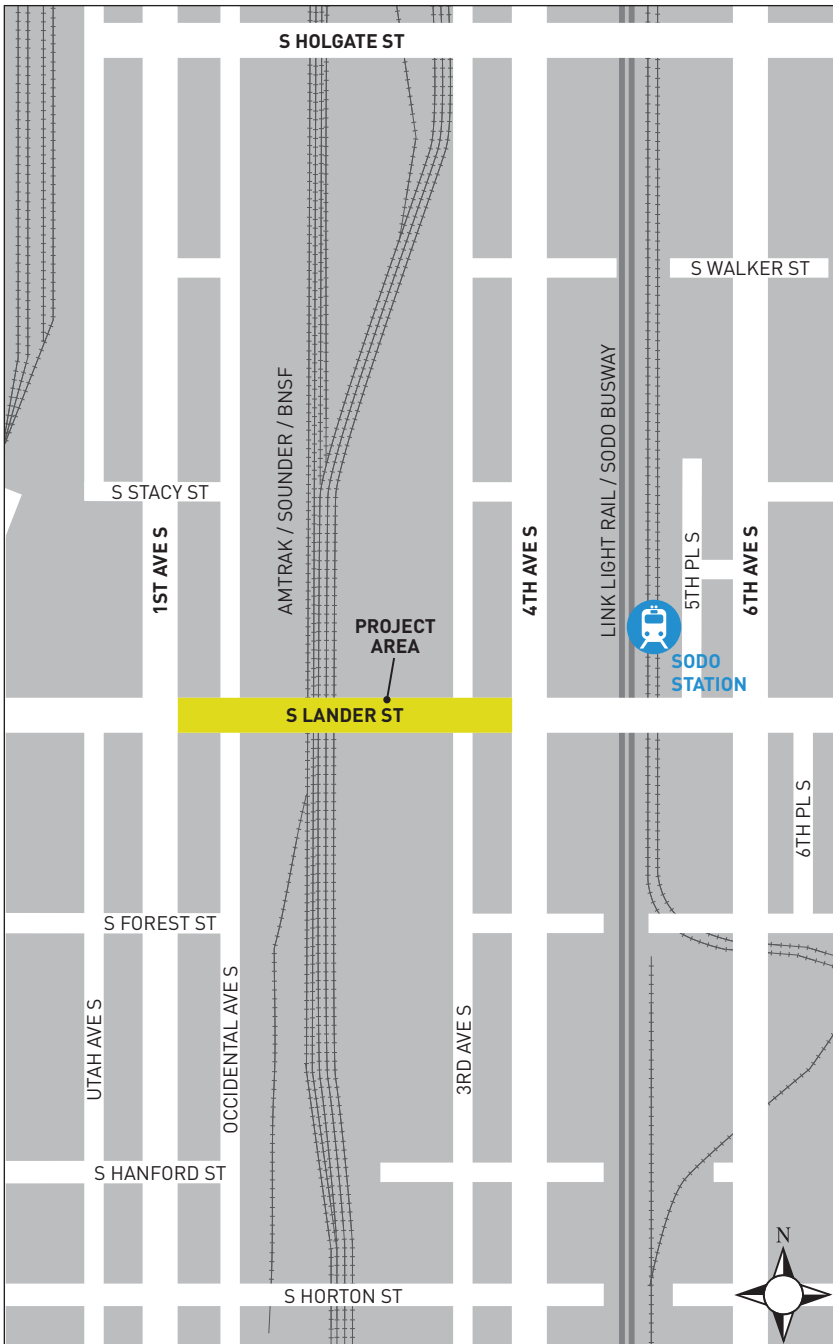 S HOLGATE ST
S WALKER ST
AMTRAK / SOUNDER / BNSF
LINK LIGHT RAIL / SODO BUSWAY
S STACY ST
1ST AVE S
4TH AVE S
5TH PL S
6TH AVE S
PROJECT
AREA
SODO
STATION
S LANDER ST
6TH PL S
S FOREST ST
UTAH AVE S
OCCIDENTAL AVE S
3RD AVE S
S HANFORD ST
N
S HORTON ST